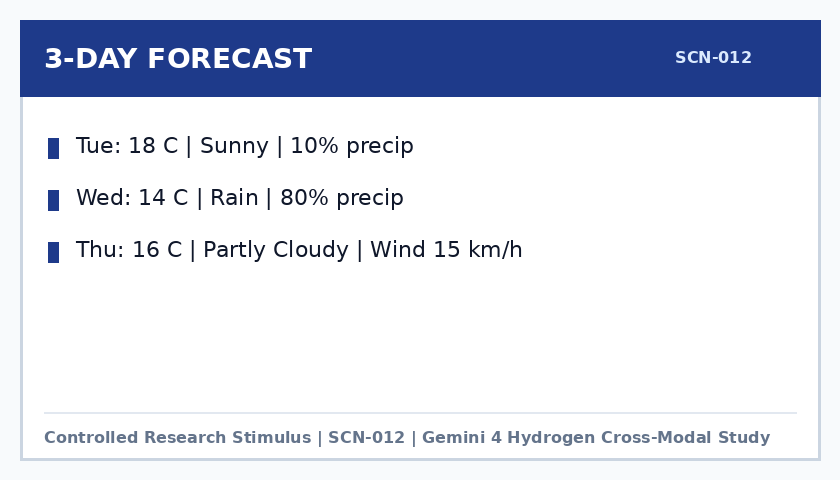 3-DAY FORECAST
SCN-012
Tue: 18 C | Sunny | 10% precip
Wed: 14 C | Rain | 80% precip
Thu: 16 C | Partly Cloudy | Wind 15 km/h
Controlled Research Stimulus | SCN-012 | Gemini 4 Hydrogen Cross-Modal Study